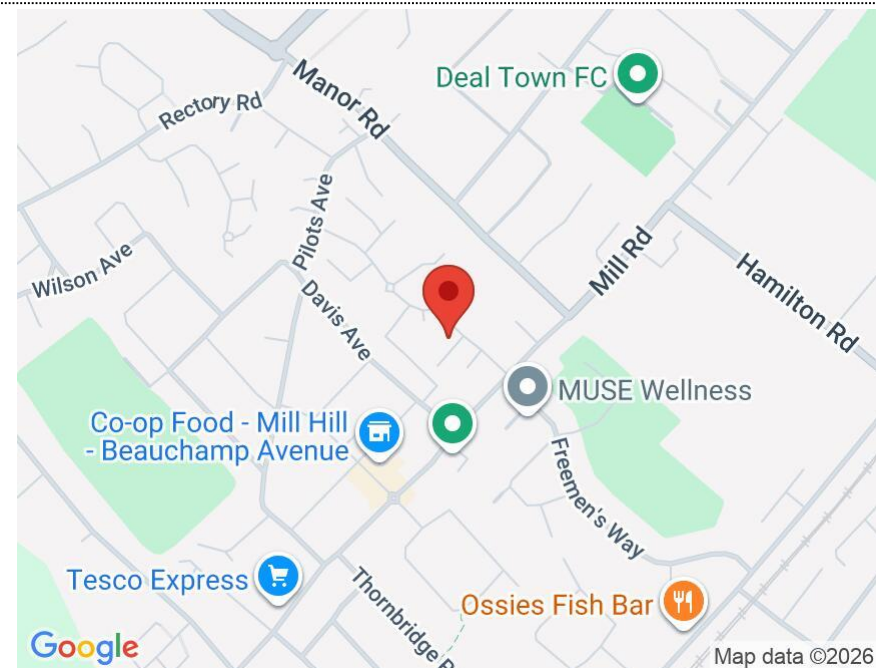 Deal Town FC
Manor Rd
Rectory Rd
Pilots Ave
Mill Rd
Wilson Ave
Hamilton Rd
Davis Ave
MUSE Wellness
Co-op Food - Mill Hill
- Beauchamp Avenue
Freemen's Way
Tesco Express
Thornbridge
Ossies Fish Bar
Google
Map data ©2026